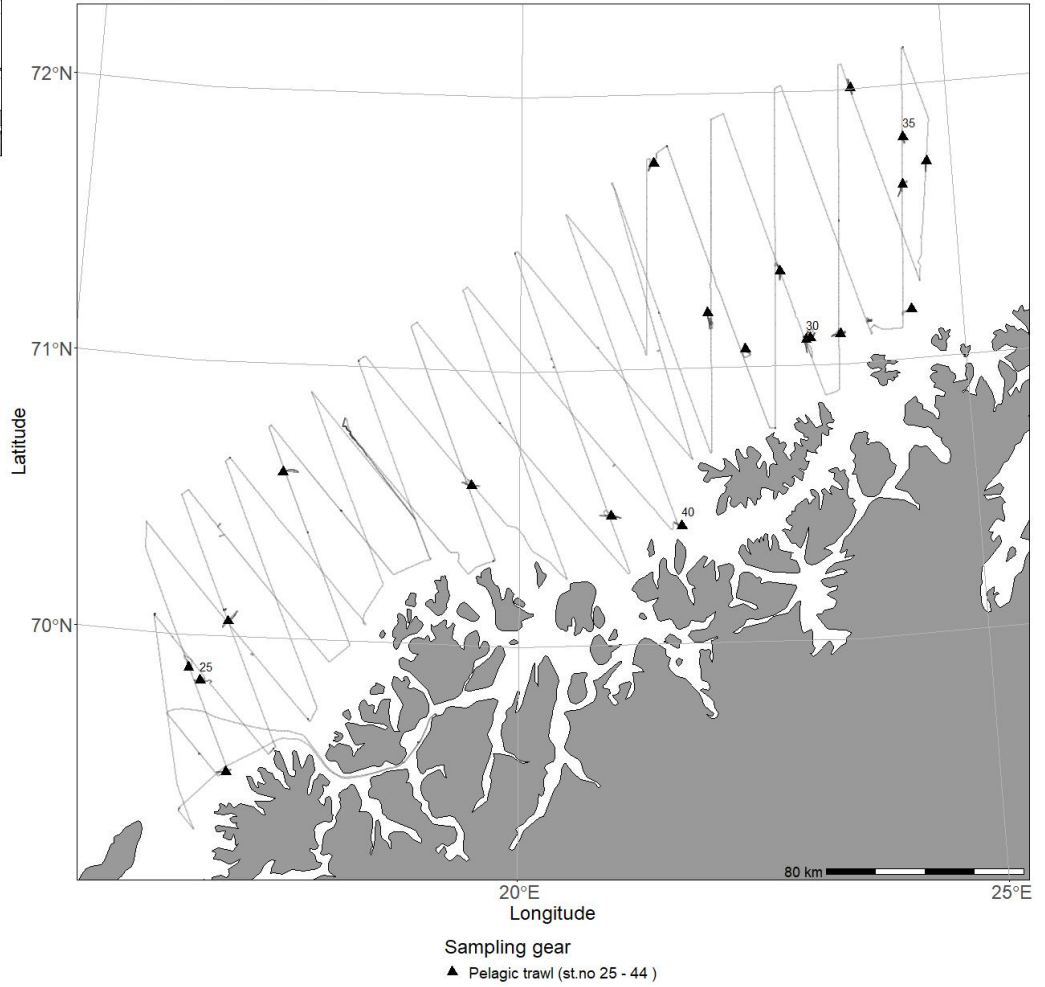 72°N
35
71°N
30
Latitude
40
70°N
25
80 km
20°E
25°E
Longitude
Sampling gear
Pelagic trawl (st.no 25 - 44 )